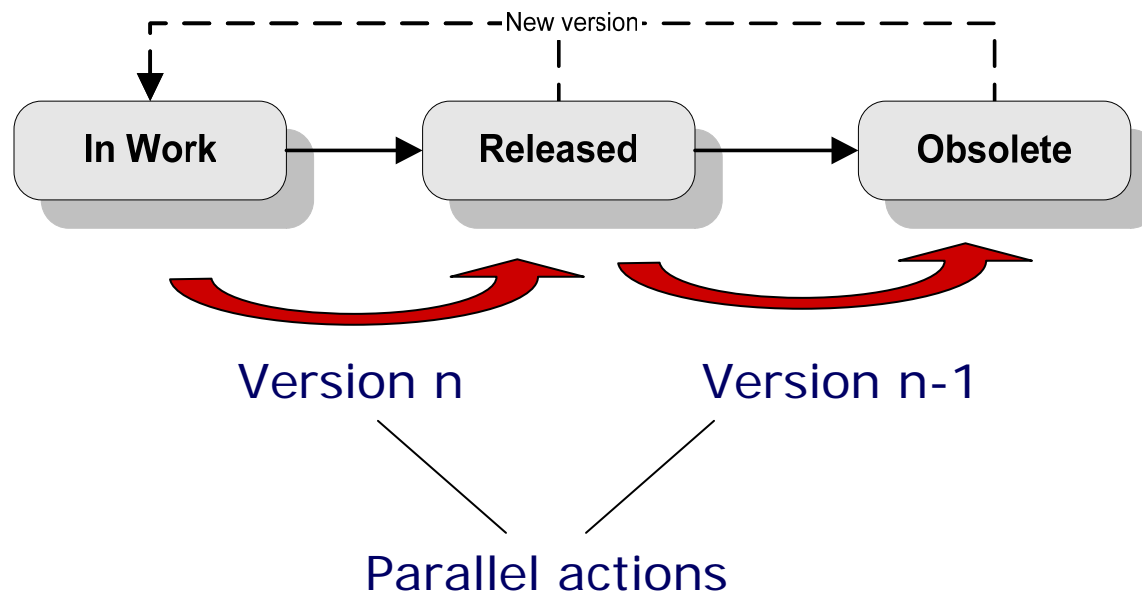 New version
In Work
Released
Obsolete
Version n
Version n-1
Parallel actions